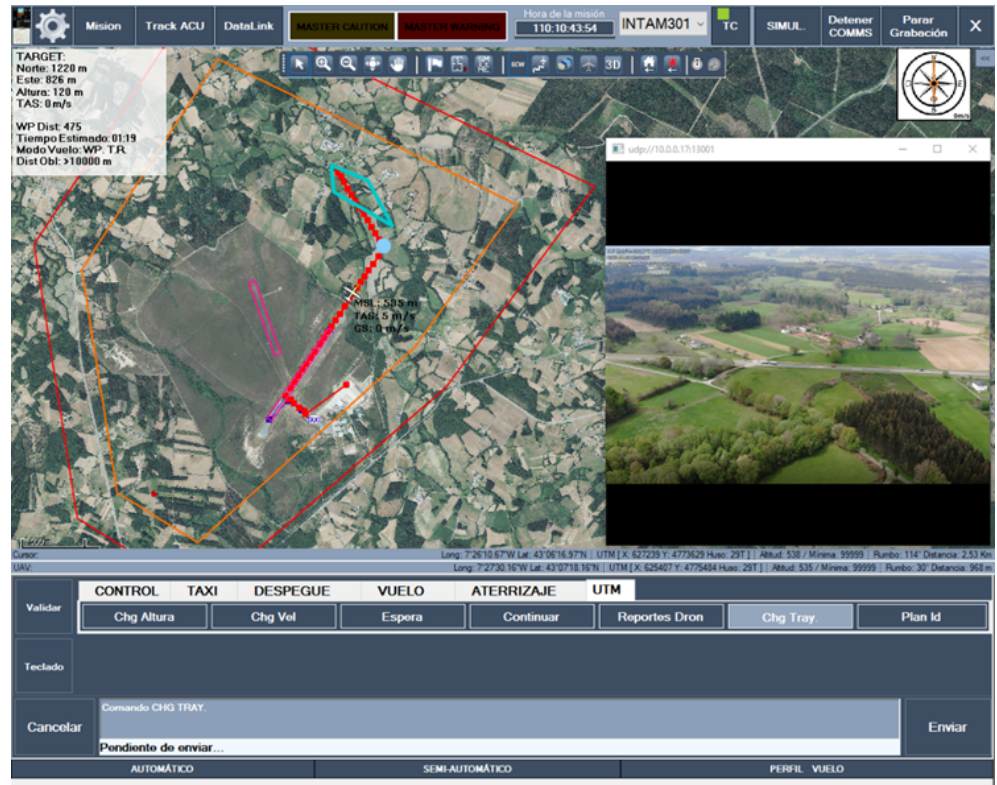 Mision Track ACU DataLink MASTER CAUTION MASTER WARNING Hora de la misión INTAM301 TC SIMUL. Detener COMMS Parar Grabación X
110:10:43:54
TARGET:
Norte: 1220 m
Este: 826 m
Altura: 120 m
TAS: 0 m/s
WP Dist: 475
Tiempo Estimado: 01:19
Modo Vuelo: WP. T.R.
Dist Obl: >10000 m
3D
<<
0m/s
udp://10.0.0.17:13001
MSL: 535 m
TAS: 5 m/s
GS: 0 m/s
Cursor: Long: 7°26'10.67"W Lat: 43°06'16.97"N | UTM [ X: 627239 Y: 4773629 Huso: 29T ] | Altitud: 538 / Mínima: 99999 | Rumbo: 114° Distancia: 2,53 Km
UAV: Long: 7°27'30.16"W Lat: 43°07'18.16"N | UTM [ X: 625407 Y: 4775484 Huso: 29T ] | Altitud: 535 / Mínima: 99999 | Rumbo: 30° Distancia: 968 m
Validar
CONTROL TAXI DESPEGUE VUELO ATERRIZAJE UTM
Chg Altura Chg Vel Espera Continuar Reportes Dron Chg Tray. Plan Id
Teclado
Comando CHG TRAY.
Cancelar
Enviar
Pendiente de enviar...
AUTOMÁTICO SEMI-AUTOMÁTICO PERFIL VUELO